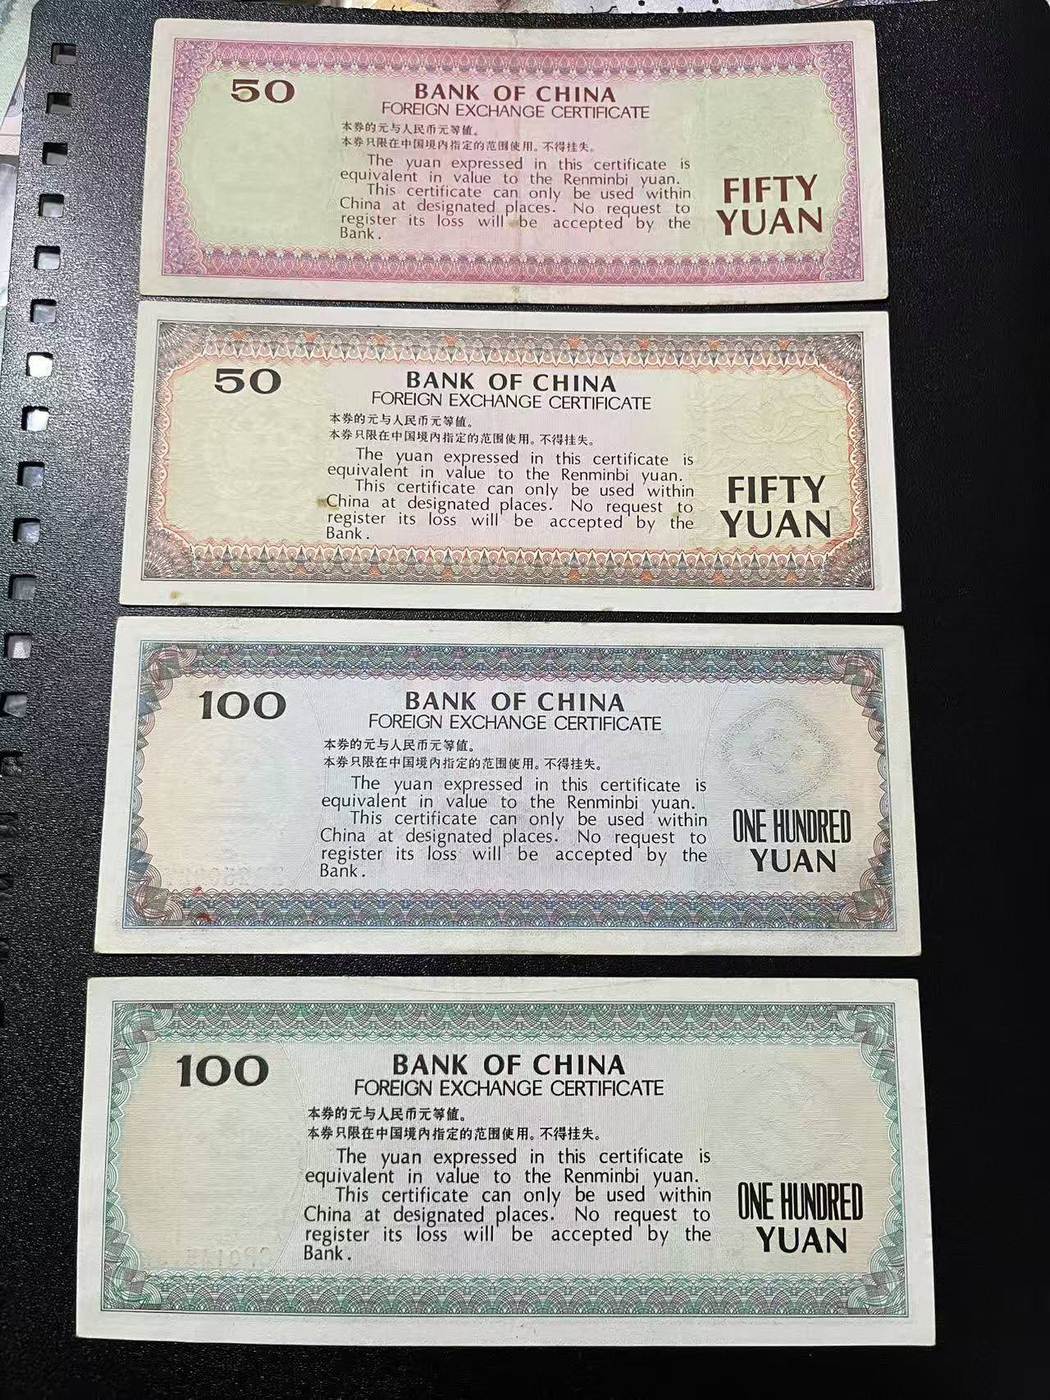 50
BANK OF CHINA
FOREIGN EXCHANGE CERTIFICATE
本券的元与人民币元等值。
本券只限在中国境内指定的范围使用。不得挂失。
The yuan expressed in this certificate is
equivalent in value to the Renminbi yuan.
This certificate can only be used within
China at designated places. No request to
register its loss will be accepted by the
Bank.
FIFTY
YUAN
50
BANK OF CHINA
FOREIGN EXCHANGE CERTIFICATE
本券的元与人民币元等值。
本券只限在中国境内指定的范围使用。不得挂失。
The yuan expressed in this certificate is
equivalent in value to the Renminbi yuan.
This certificate can only be used within
China at designated places. No request to
register its loss will be accepted by the
Bank.
FIFTY
YUAN
100
BANK OF CHINA
FOREIGN EXCHANGE CERTIFICATE
本券的元与人民币元等值。
本券只限在中国境内指定的范围使用。不得挂失。
The yuan expressed in this certificate is
equivalent in value to the Renminbi yuan.
This certificate can only be used within
China at designated places. No request to
register its loss will be accepted by the
Bank.
ONE HUNDRED
YUAN
100
BANK OF CHINA
FOREIGN EXCHANGE CERTIFICATE
本券的元与人民币元等值。
本券只限在中国境内指定的范围使用。不得挂失。
The yuan expressed in this certificate is
equivalent in value to the Renminbi yuan.
This certificate can only be used within
China at designated places. No request to
register its loss will be accepted by the
Bank.
ONE HUNDRED
YUAN